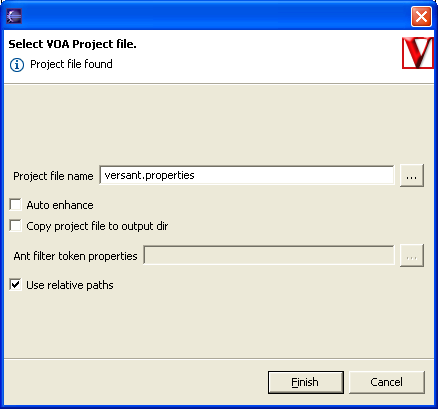 Select VOA Project file.
Project file found
V
Project file name versant.properties ...
Auto enhance
Copy project file to output dir
Ant filter token properties ...
Use relative paths
Finish Cancel